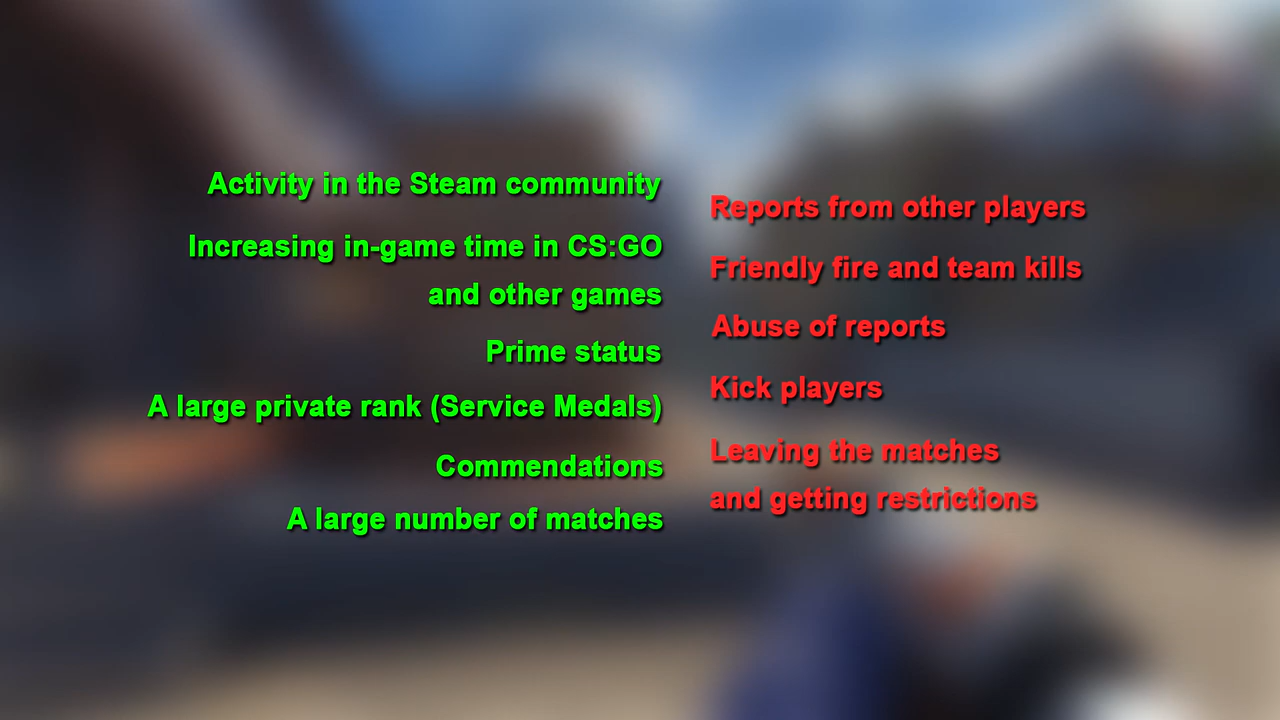 Activity in the Steam community
Increasing in-game time in CS:GO
and other games
Prime status
A large private rank (Service Medals)
Commendations
A large number of matches
Reports from other players
Friendly fire and team kills
Abuse of reports
Kick players
Leaving the matches
and getting restrictions